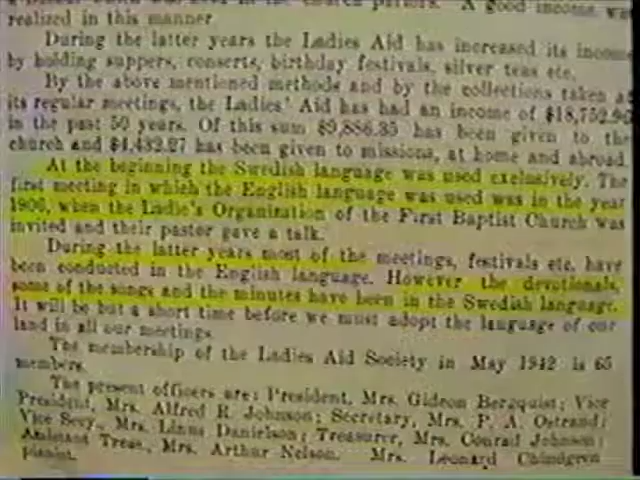 realized in this manner
During the latter years the Ladies Aid has increased its income
by holding suppers, conserts, birthday festivals, silver teas etc.
By the above mentioned methods and by the collections taken at
its regular meetings, the Ladies' Aid has had an income of $18,752.90
in the past 50 years. Of this sum $9,886.35 has been given to the
church and $1,432.27 has been given to missions, at home and abroad.
At the beginning the Swedish language was used exclusively. The
first meeting in which the English language was used was in the year
1906, when the Ladie's Organization of the First Baptist Church was
invited and their pastor gave a talk.
During the latter years most of the meetings, festivals etc. have
been conducted in the English language. However the devotionals,
some of the songs and the minutes have been in the Swedish language.
It will be but a short time before we must adopt the language of our
land in all our meetings.
The membership of the Ladies Aid Society in May 1942 is 65
members.
The present officers are: President, Mrs. Gideon Bergquist; Vice
President, Mrs. Alfred R. Johnson; Secretary, Mrs. P. A. Ostrand;
Vice Secy., Mrs. Linus Danielson; Treasurer, Mrs. Conrad Johnson;
Assistant Treas., Mrs. Arthur Nelson. Mrs. Leonard Chindgren
pianist.